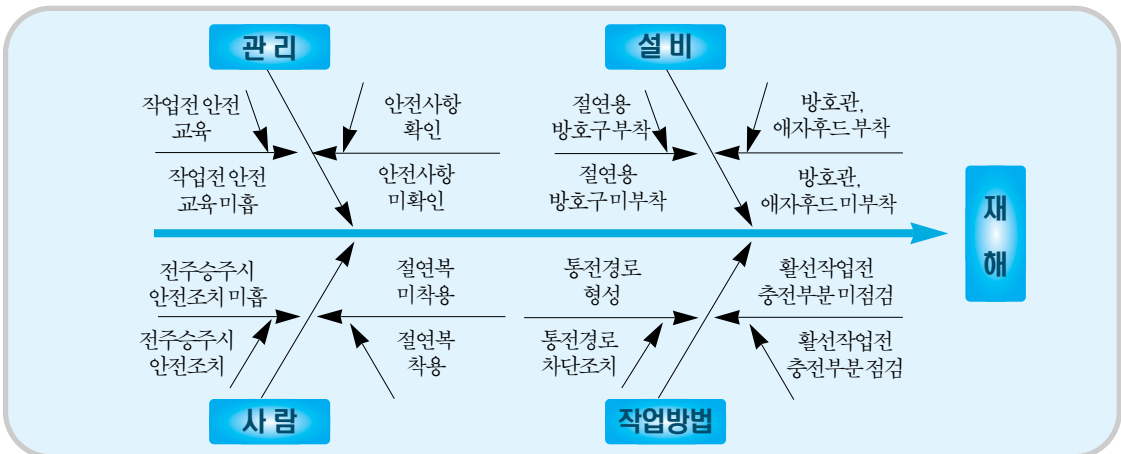 관 리
설 비
작업전 안전
교육
안전사항
확인
절연용
방호구 부착
방호관,
애자후드 부착
작업전 안전
교육 미흡
안전사항
미확인
절연용
방호구 미부착
방호관,
애자후드 미부착
재
해
전주승주시
안전조치 미흡
절연복
미착용
통전경로
형성
활선작업전
충전부분 미점검
전주승주시
안전조치
절연복
착용
통전경로
차단조치
활선작업전
충전부분 점검
사 람
작업방법